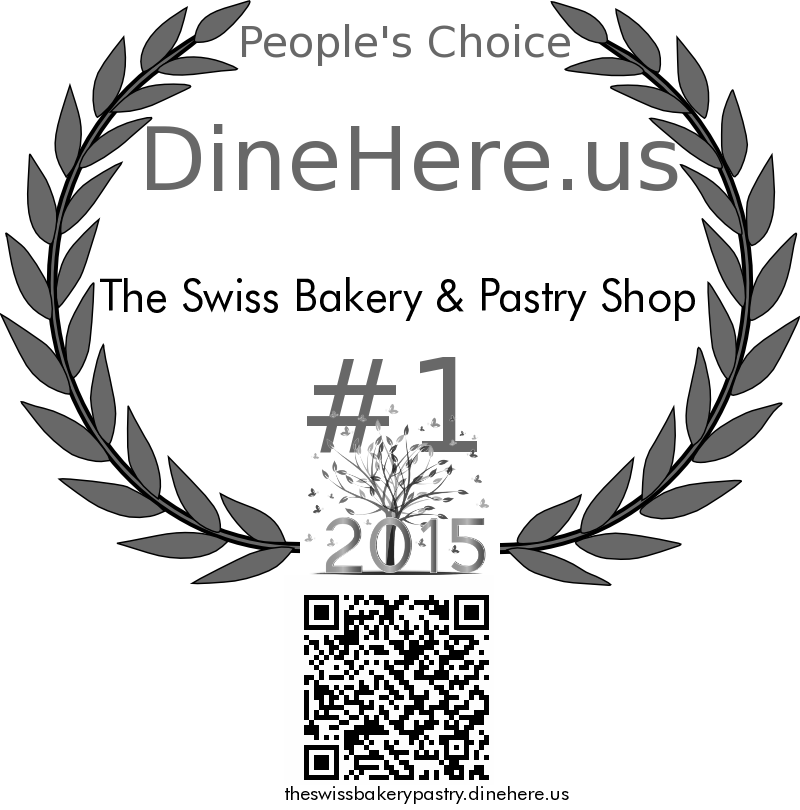 People's Choice
DineHere.us
The Swiss Bakery & Pastry Shop
#1
2015
theswissbakerypastry.dinehere.us